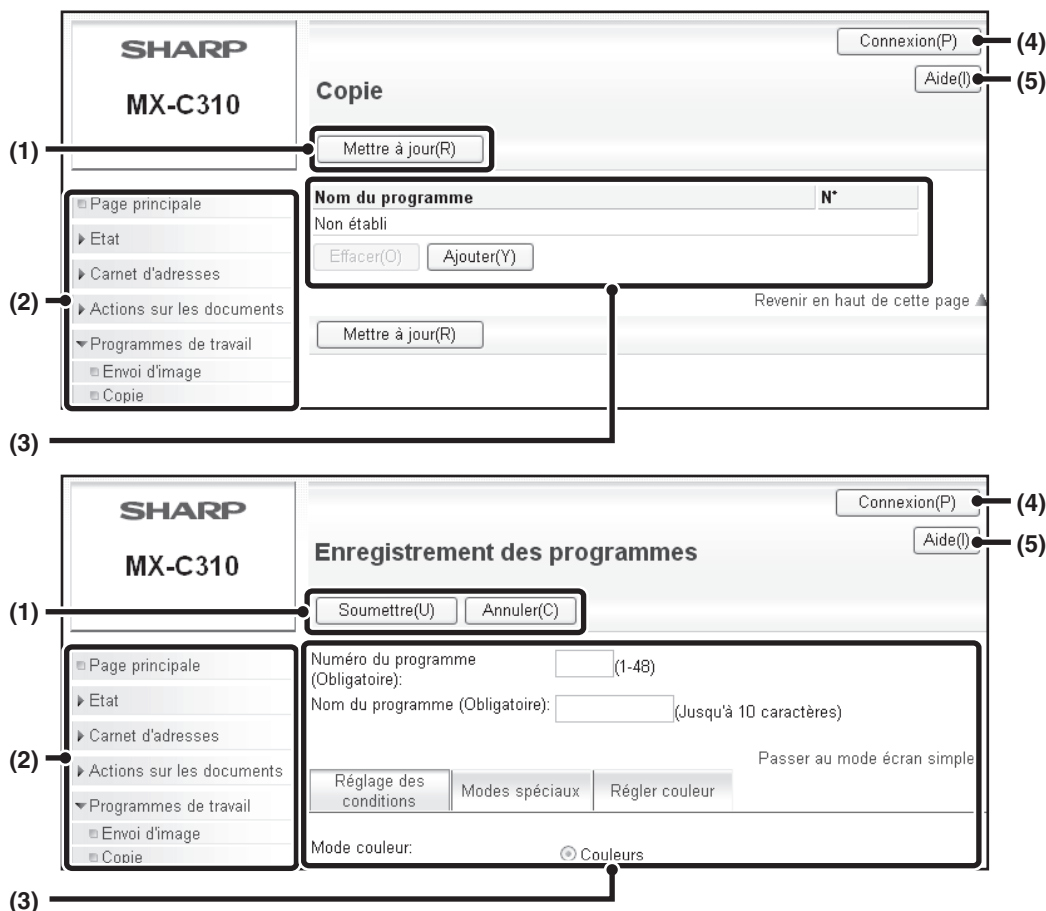 SHARP
MX-C310
Connexion(P)
(4)
Copie
Aide(I)
(5)
(1)
Mettre à jour(R)
Page principale
Etat
Carnet d'adresses
(2)
Actions sur les documents
Programmes de travail
Envoi d'image
Copie
Nom du programme
N°
Non établi
Effacer(O)
Ajouter(Y)
Revenir en haut de cette page
Mettre à jour(R)
(3)
SHARP
MX-C310
Connexion(P)
(4)
Enregistrement des programmes
Aide(I)
(5)
(1)
Soumettre(U)
Annuler(C)
Page principale
Etat
Carnet d'adresses
(2)
Actions sur les documents
Programmes de travail
Envoi d'image
Copie
Numéro du programme
(Obligatoire):
(1-48)
Nom du programme (Obligatoire):
(Jusqu'à 10 caractères)
Passer au mode écran simple
Réglage des
conditions
Modes spéciaux
Régler couleur
Mode couleur:
Couleurs
(3)